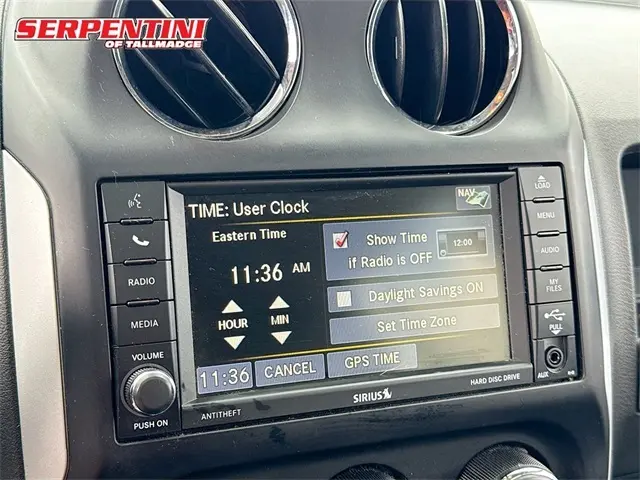 SERPENTINI
OF TALLMADGE
LOAD
NAV
TIME: User Clock
Eastern Time
Show Time
if Radio is OFF
12:00
MENU
RADIO
11:36 AM
AUDIO
Daylight Savings ON
MY
FILES
MEDIA
HOUR
MIN
Set Time Zone
PULL
VOLUME
11:36
CANCEL
GPS TIME
AUX
PUSH ON
ANTITHEFT
SIRIUS
HARD DISC DRIVE